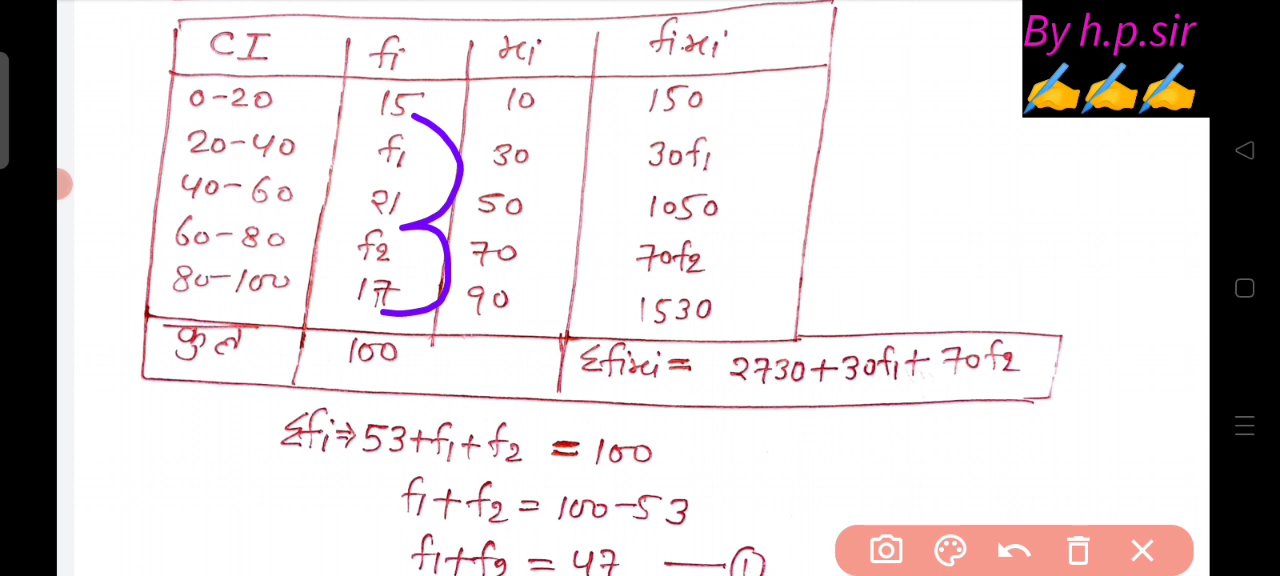 By h.p.sir
CI fi xi fixi
0-20 15 10 150
20-40 f1 30 30f1
40-60 21 50 1050
60-80 f2 70 70f2
80-100 17 90 1530
कुल 100 Σfixi = 2730+30f1+70f2
Σfi⇒53+f1+f2 = 100
f1+f2 = 100-53
f1+f2 = 47 —①